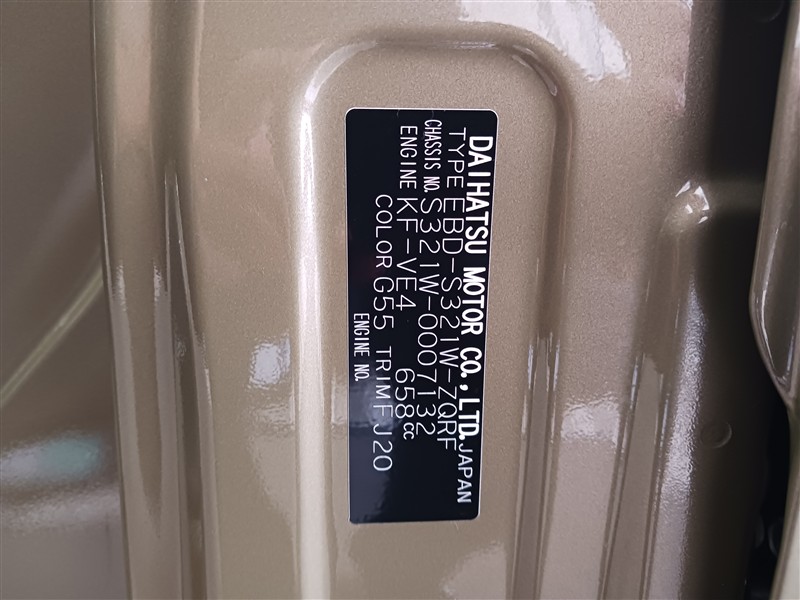 DAIHATSU MOTOR CO.,LTD. JAPAN
TYPE EBD-S321W-ZQRF
CHASSIS NO. S321W-0007132
ENGINE KF-VE4 658CC
COLOR G55 TRIM FJ20
ENGINE NO.